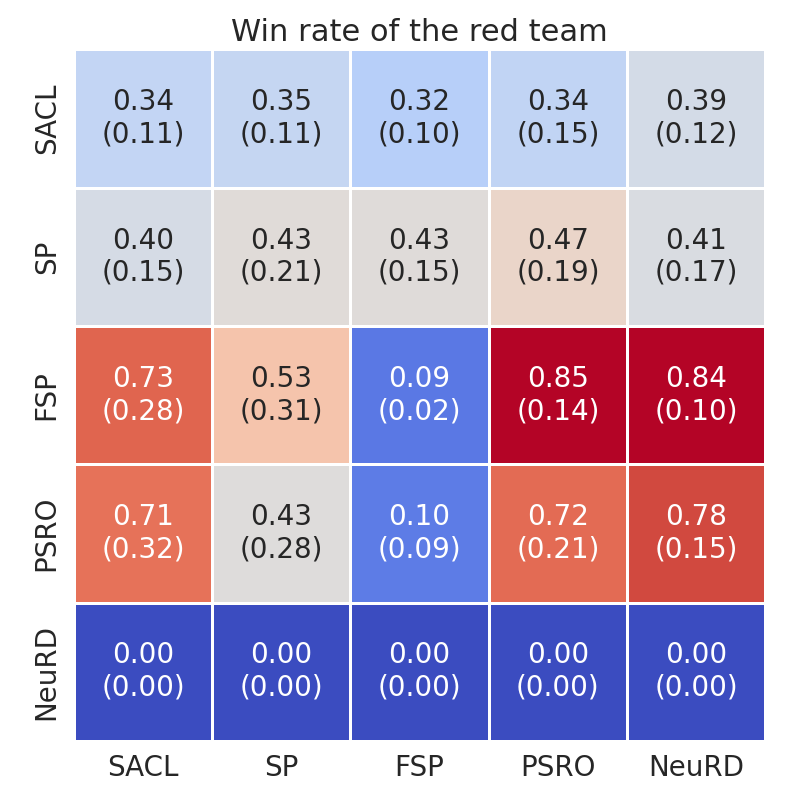 Win rate of the red team
SACL
0.34 0.35 0.32 0.34 0.39
(0.11) (0.11) (0.10) (0.15) (0.12)
SP
0.40 0.43 0.43 0.47 0.41
(0.15) (0.21) (0.15) (0.19) (0.17)
FSP
0.73 0.53 0.09 0.85 0.84
(0.28) (0.31) (0.02) (0.14) (0.10)
PSRO
0.71 0.43 0.10 0.72 0.78
(0.32) (0.28) (0.09) (0.21) (0.15)
NeuRD
0.00 0.00 0.00 0.00 0.00
(0.00) (0.00) (0.00) (0.00) (0.00)
SACL SP FSP PSRO NeuRD